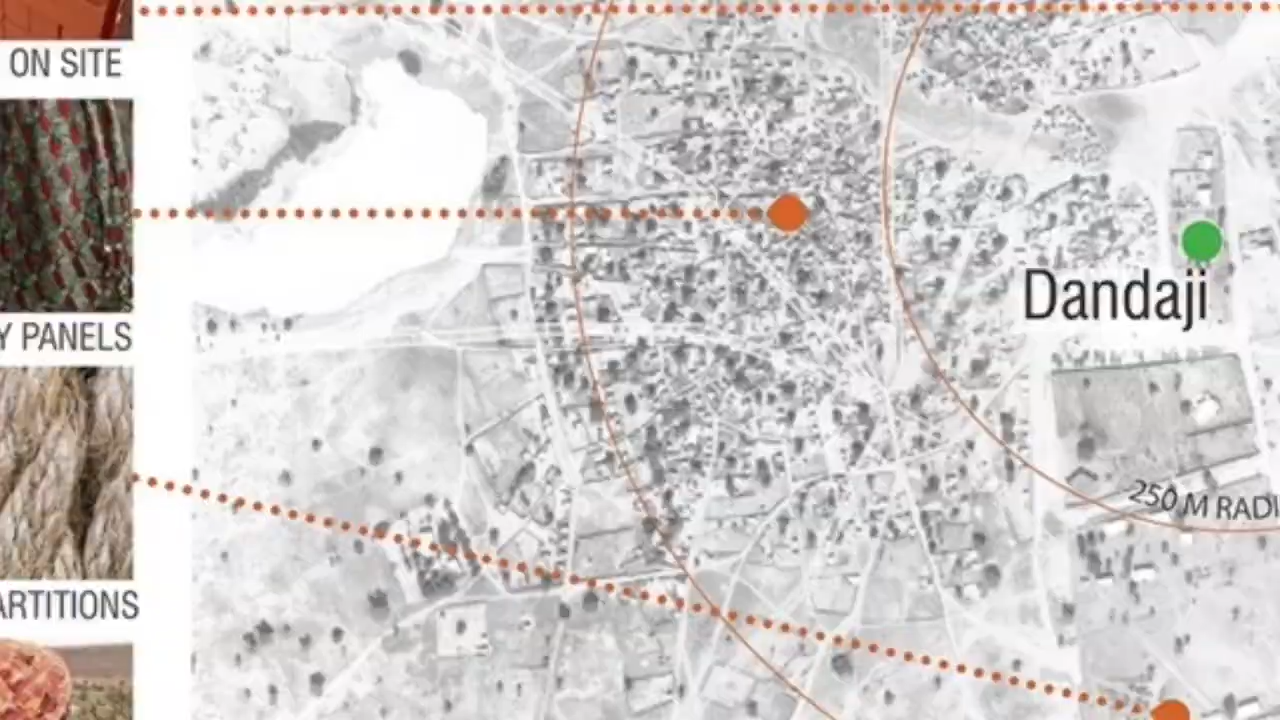 ON SITE
Y PANELS
Dandaji
250 M RADI
ARTITIONS